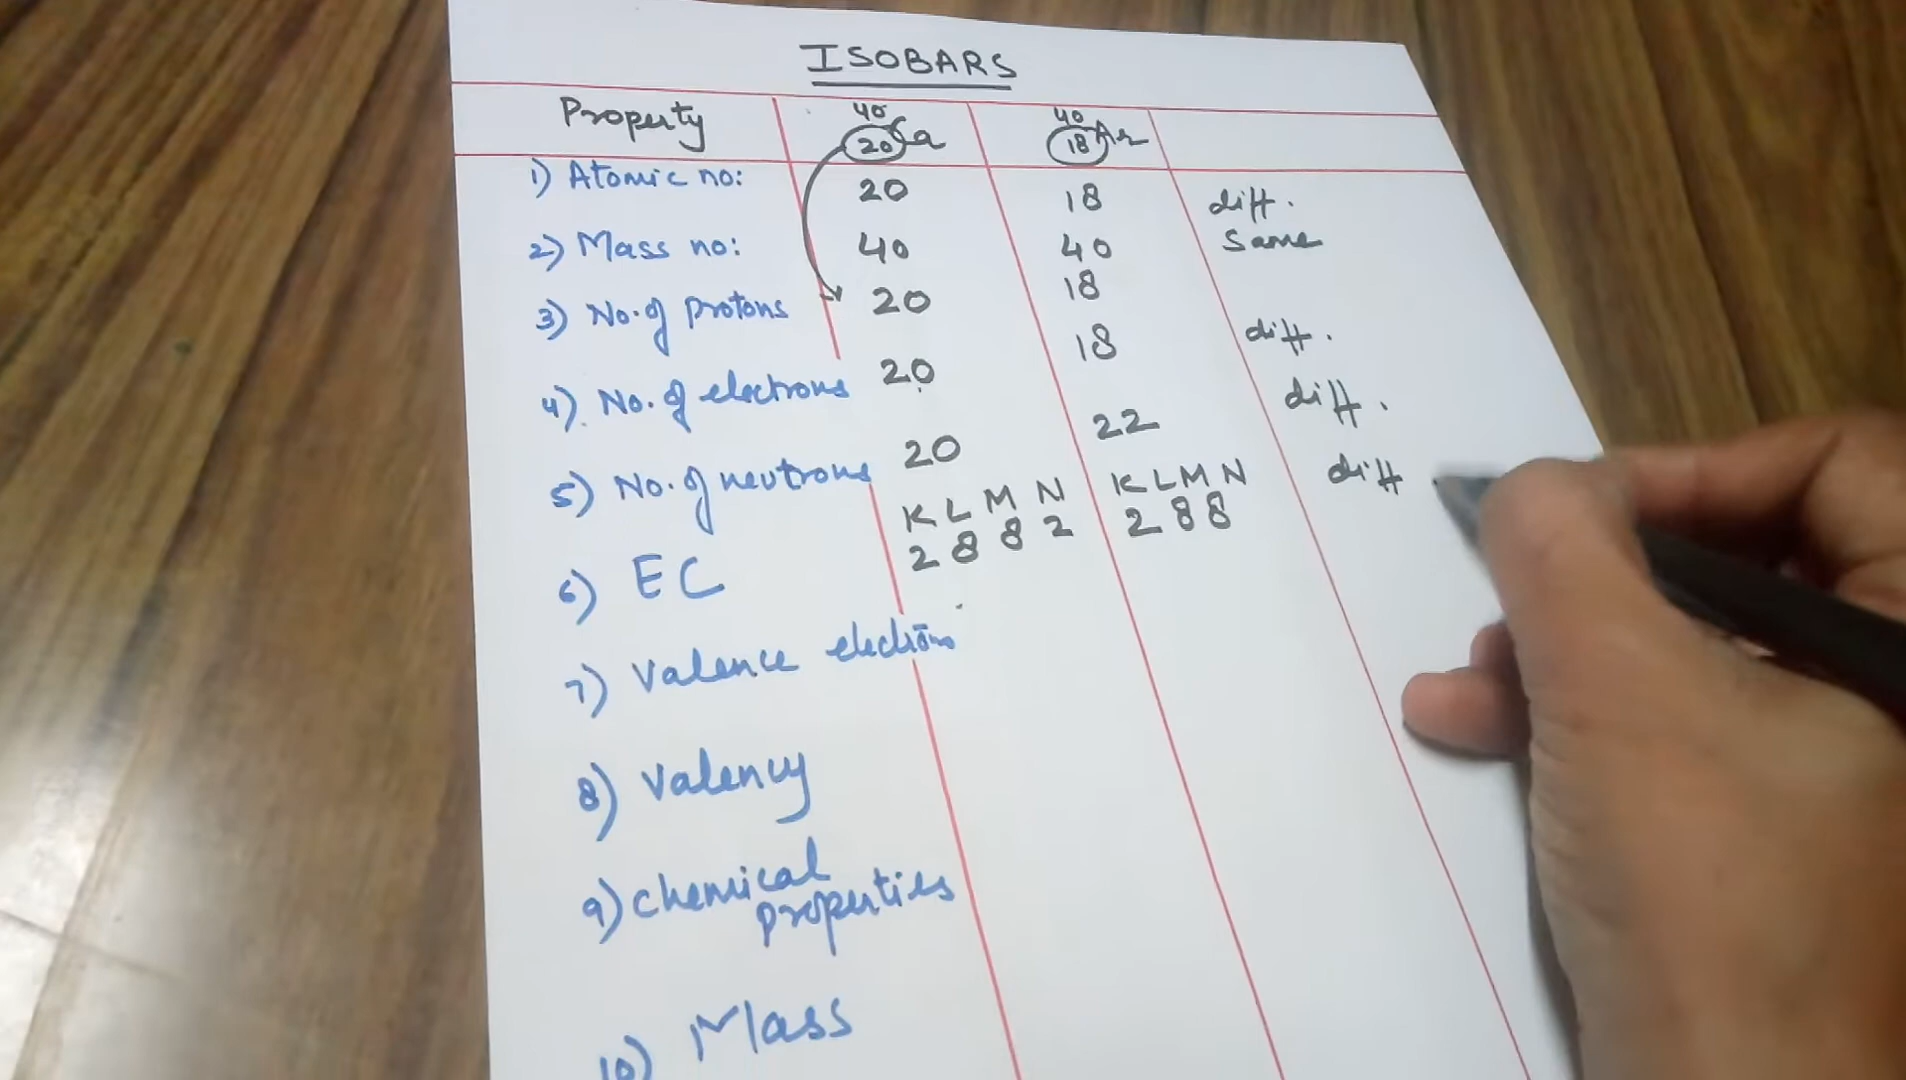 ISOBARS
Property 40 20 Ca 40 18 Ar
1) Atomic no: 20 18 diff.
2) Mass no: 40 40 Same
3) No. of protons 20 18 diff.
4) No. of electrons 20 18 diff.
5) No. of neutrons 20 22 diff
6) EC K L M N K L M N
2 8 8 2 2 8 8
7) Valence electrons
8) Valency
9) Chemical
properties
10) Mass